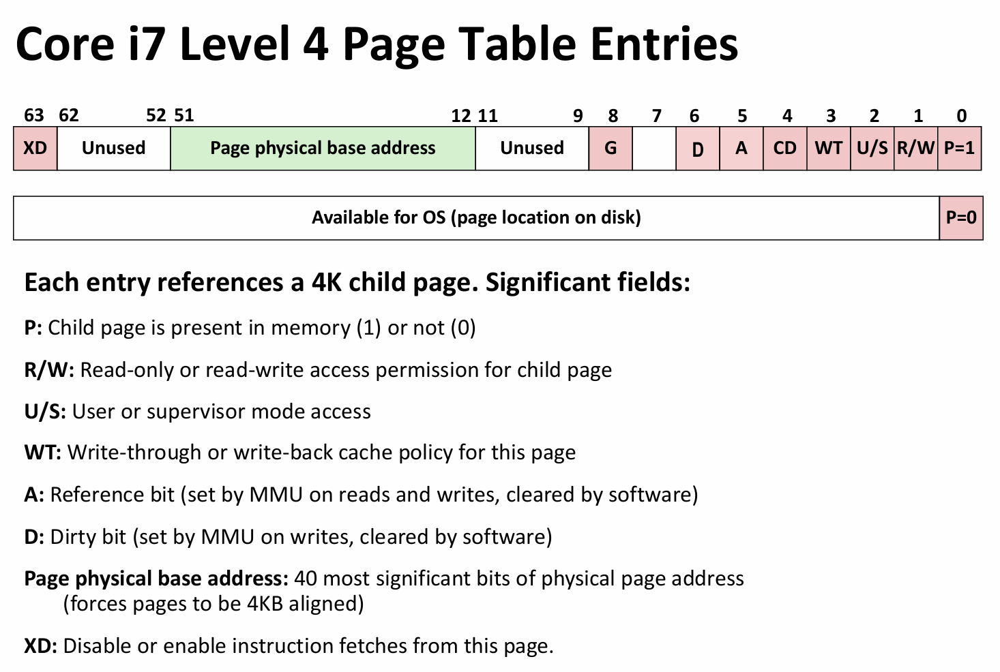 Core i7 Level 4 Page Table Entries
63 62 52 51 12 11 9 8 7 6 5 4 3 2 1 0
XD Unused Page physical base address Unused G D A CD WT U/S R/W P=1
Available for OS (page location on disk) P=0
Each entry references a 4K child page. Significant fields:
P: Child page is present in memory (1) or not (0)
R/W: Read-only or read-write access permission for child page
U/S: User or supervisor mode access
WT: Write-through or write-back cache policy for this page
A: Reference bit (set by MMU on reads and writes, cleared by software)
D: Dirty bit (set by MMU on writes, cleared by software)
Page physical base address: 40 most significant bits of physical page address
(forces pages to be 4KB aligned)
XD: Disable or enable instruction fetches from this page.